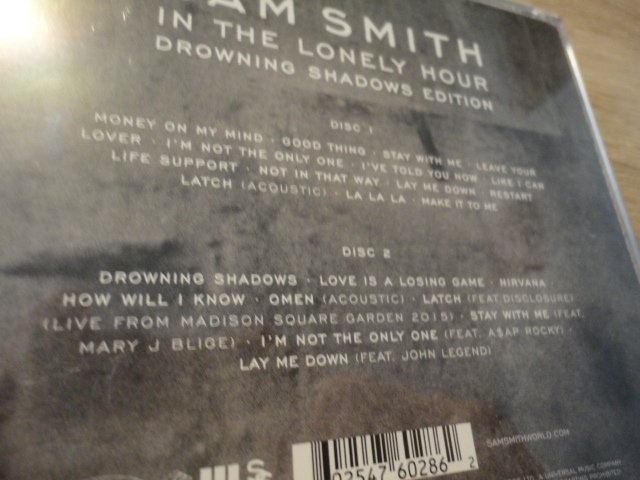 AM SMITH
IN THE LONELY HOUR
DROWNING SHADOWS EDITION
DISC 1
MONEY ON MY MIND · GOOD THING · STAY WITH ME · LEAVE YOUR
LOVER · I'M NOT THE ONLY ONE · I'VE TOLD YOU NOW · LIKE I CAN
LIFE SUPPORT · NOT IN THAT WAY · LAY ME DOWN · RESTART
LATCH (ACOUSTIC) · LA LA LA · MAKE IT TO ME
DISC 2
DROWNING SHADOWS · LOVE IS A LOSING GAME · NIRVANA ·
HOW WILL I KNOW · OMEN (ACOUSTIC) · LATCH (FEAT. DISCLOSURE)
(LIVE FROM MADISON SQUARE GARDEN 2015) · STAY WITH ME (FEAT.
MARY J BLIGE) · I'M NOT THE ONLY ONE (FEAT. A$AP ROCKY) ·
LAY ME DOWN (FEAT. JOHN LEGEND)
SAMSMITHWORLD.COM
02547 60286 2
LTD., A UNIVERSAL MUSIC COMPANY
PROHIBITED